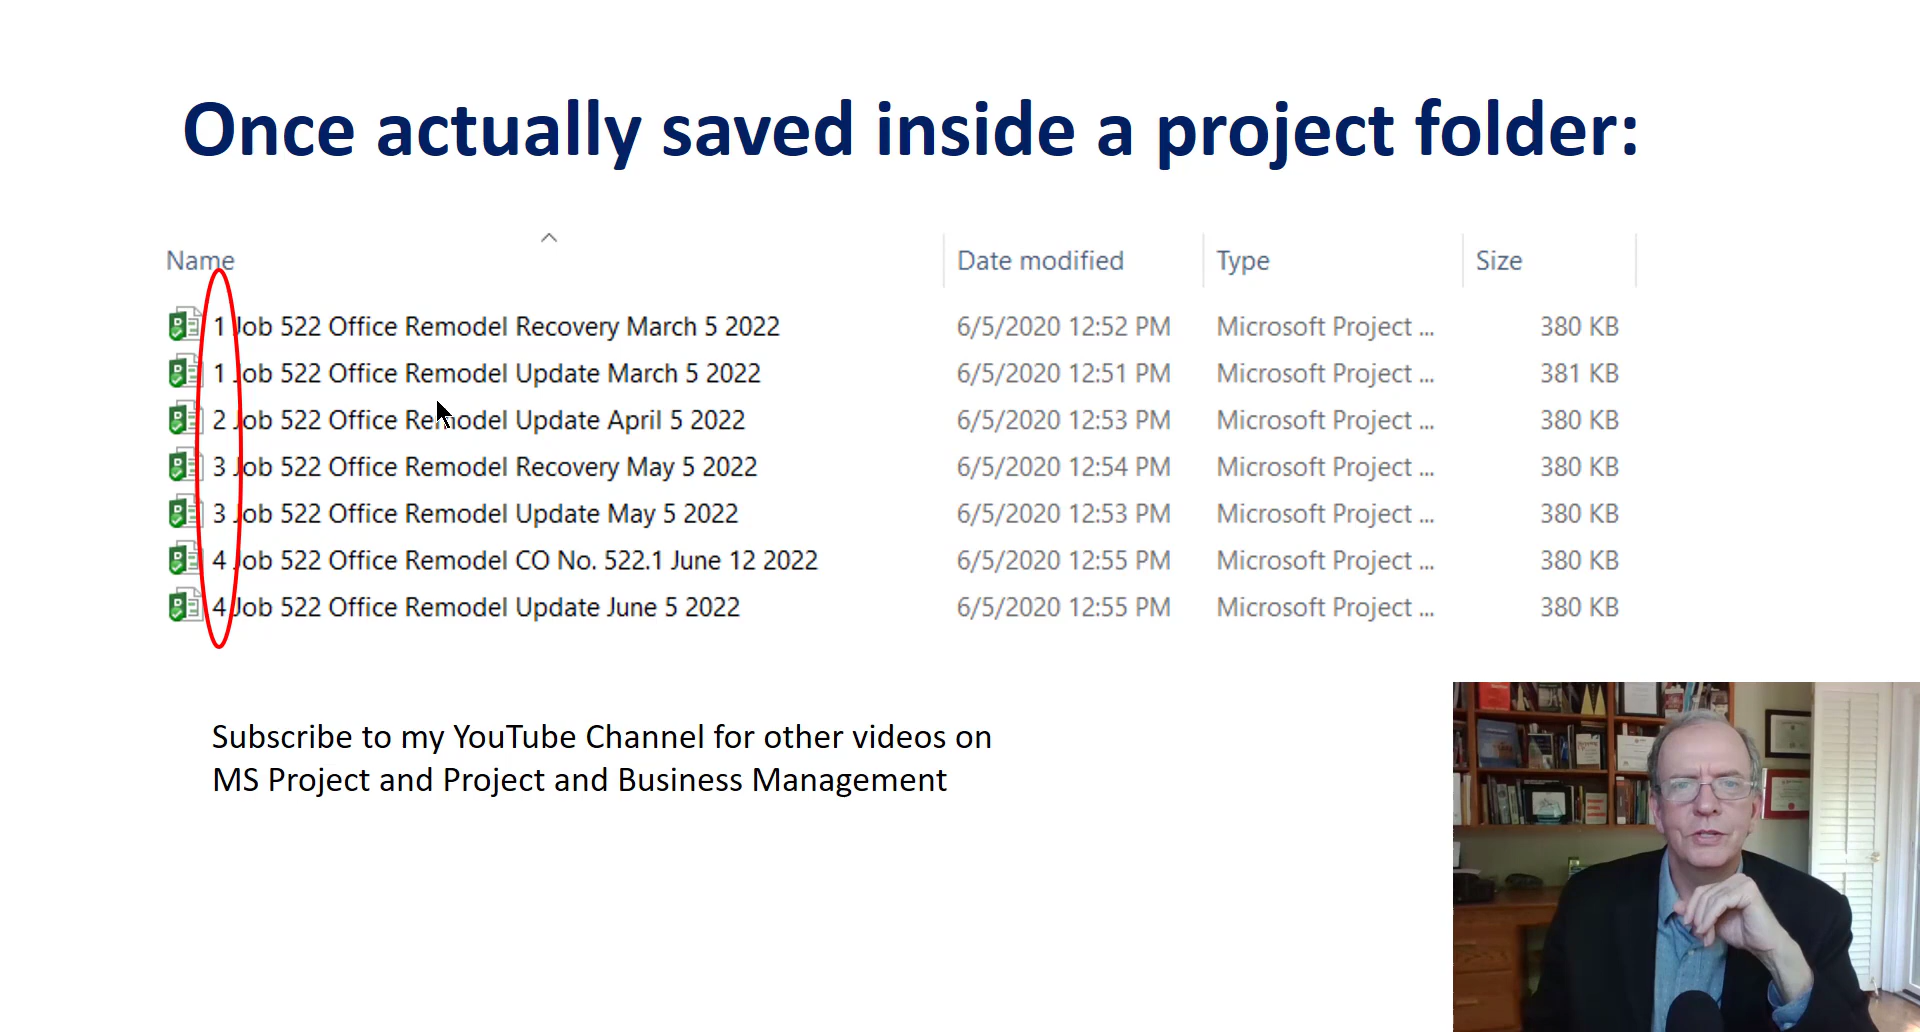 Once actually saved inside a project folder:
Name Date modified Type Size
1 Job 522 Office Remodel Recovery March 5 2022 6/5/2020 12:52 PM Microsoft Project ... 380 KB
1 Job 522 Office Remodel Update March 5 2022 6/5/2020 12:51 PM Microsoft Project ... 381 KB
2 Job 522 Office Remodel Update April 5 2022 6/5/2020 12:53 PM Microsoft Project ... 380 KB
3 Job 522 Office Remodel Recovery May 5 2022 6/5/2020 12:54 PM Microsoft Project ... 380 KB
3 Job 522 Office Remodel Update May 5 2022 6/5/2020 12:53 PM Microsoft Project ... 380 KB
4 Job 522 Office Remodel CO No. 522.1 June 12 2022 6/5/2020 12:55 PM Microsoft Project ... 380 KB
4 Job 522 Office Remodel Update June 5 2022 6/5/2020 12:55 PM Microsoft Project ... 380 KB
Subscribe to my YouTube Channel for other videos on
MS Project and Project and Business Management